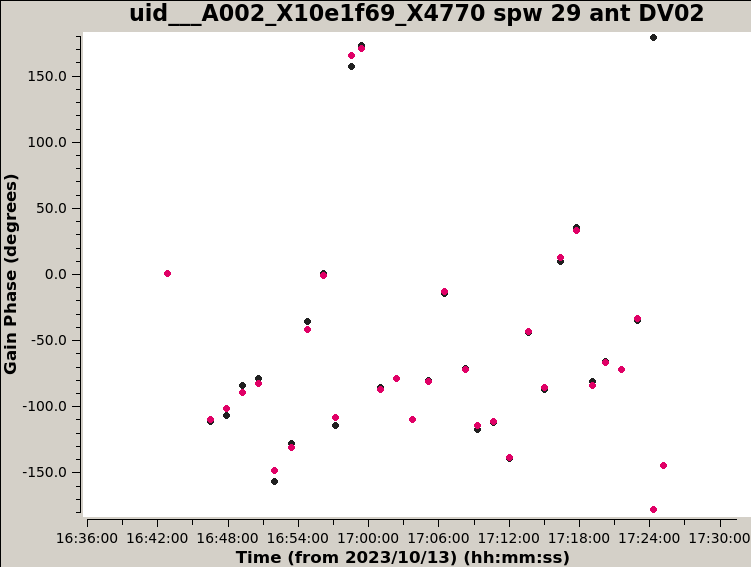 uid___A002_X10e1f69_X4770 spw 29 ant DV02
Gain Phase (degrees)
150.0
100.0
50.0
0.0
-50.0
-100.0
-150.0
16:36:00 16:42:00 16:48:00 16:54:00 17:00:00 17:06:00 17:12:00 17:18:00 17:24:00 17:30:00
Time (from 2023/10/13) (hh:mm:ss)